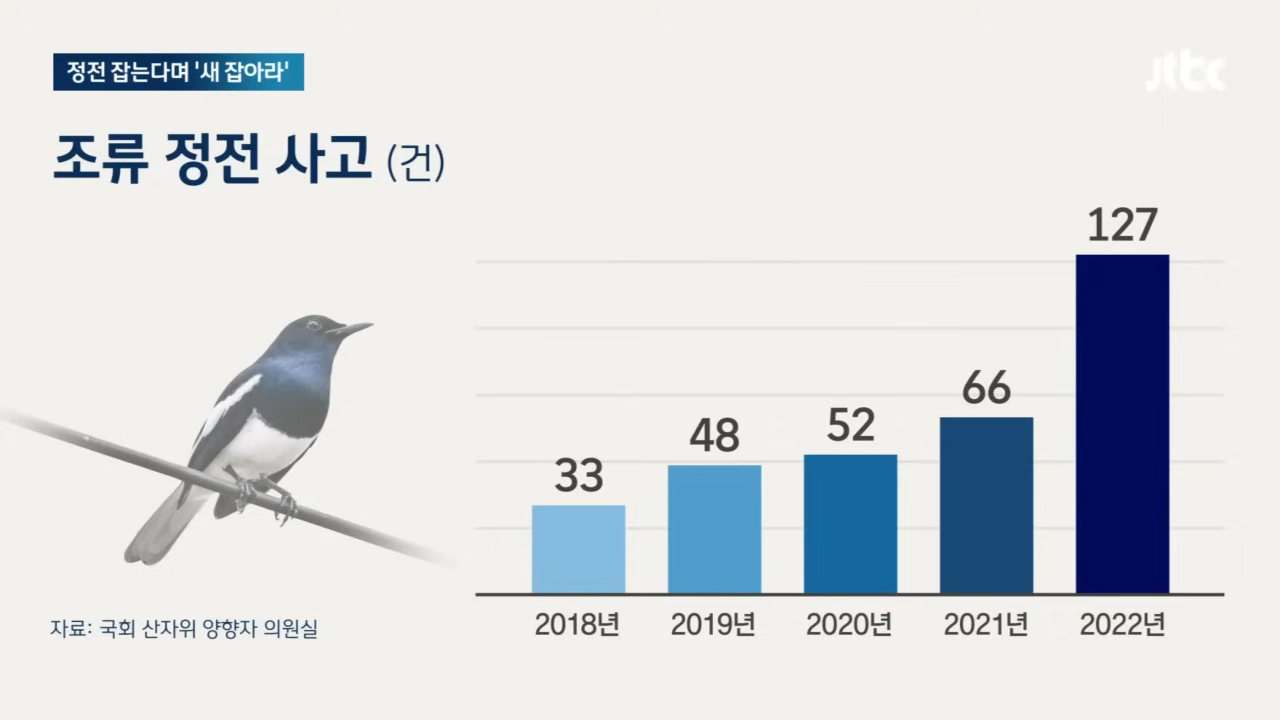 정전 잡는다며 '새 잡아라'
jtbc
조류 정전 사고 (건)
127
66
52
48
33
2018년 2019년 2020년 2021년 2022년
자료: 국회 산자위 양향자 의원실